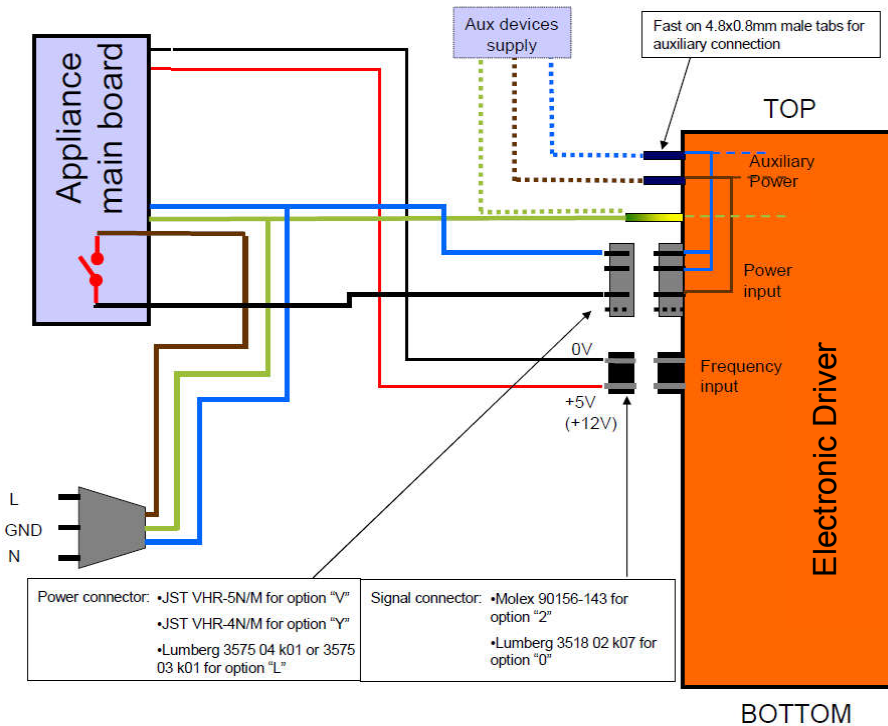 Aux devices
supply
Fast on 4.8x0.8mm male tabs for
auxiliary connection
Appliance
main board
TOP
Auxiliary
Power
Power
input
0V
Frequency
input
+5V
(+12V)
Electronic Driver
L
GND
N
Power connector: •JST VHR-5N/M for option “V”
•JST VHR-4N/M for option “Y”
•Lumberg 3575 04 k01 or 3575
03 k01 for option “L”
Signal connector: •Molex 90156-143 for
option “2”
•Lumberg 3518 02 k07 for
option “0”
BOTTOM